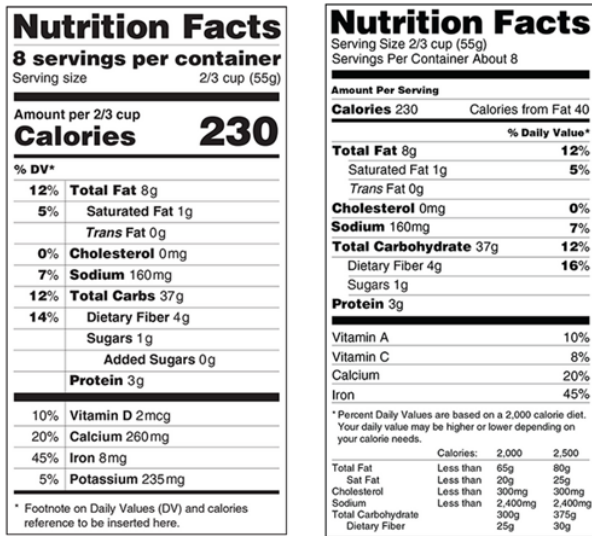 Nutrition Facts
8 servings per container
Serving size 2/3 cup (55g)
Amount per 2/3 cup
Calories 230
% DV*
12% Total Fat 8g
5% Saturated Fat 1g
Trans Fat 0g
0% Cholesterol 0mg
7% Sodium 160mg
12% Total Carbs 37g
14% Dietary Fiber 4g
Sugars 1g
Added Sugars 0g
Protein 3g
10% Vitamin D 2mcg
20% Calcium 260mg
45% Iron 8mg
5% Potassium 235mg
* Footnote on Daily Values (DV) and calories
reference to be inserted here.
Nutrition Facts
Serving Size 2/3 cup (55g)
Servings Per Container About 8
Amount Per Serving
Calories 230 Calories from Fat 40
% Daily Value*
Total Fat 8g 12%
Saturated Fat 1g 5%
Trans Fat 0g
Cholesterol 0mg 0%
Sodium 160mg 7%
Total Carbohydrate 37g 12%
Dietary Fiber 4g 16%
Sugars 1g
Protein 3g
Vitamin A 10%
Vitamin C 8%
Calcium 20%
Iron 45%
* Percent Daily Values are based on a 2,000 calorie diet.
Your daily value may be higher or lower depending on
your calorie needs.
Calories: 2,000 2,500
Total Fat Less than 65g 80g
Sat Fat Less than 20g 25g
Cholesterol Less than 300mg 300mg
Sodium Less than 2,400mg 2,400mg
Total Carbohydrate 300g 375g
Dietary Fiber 25g 30g